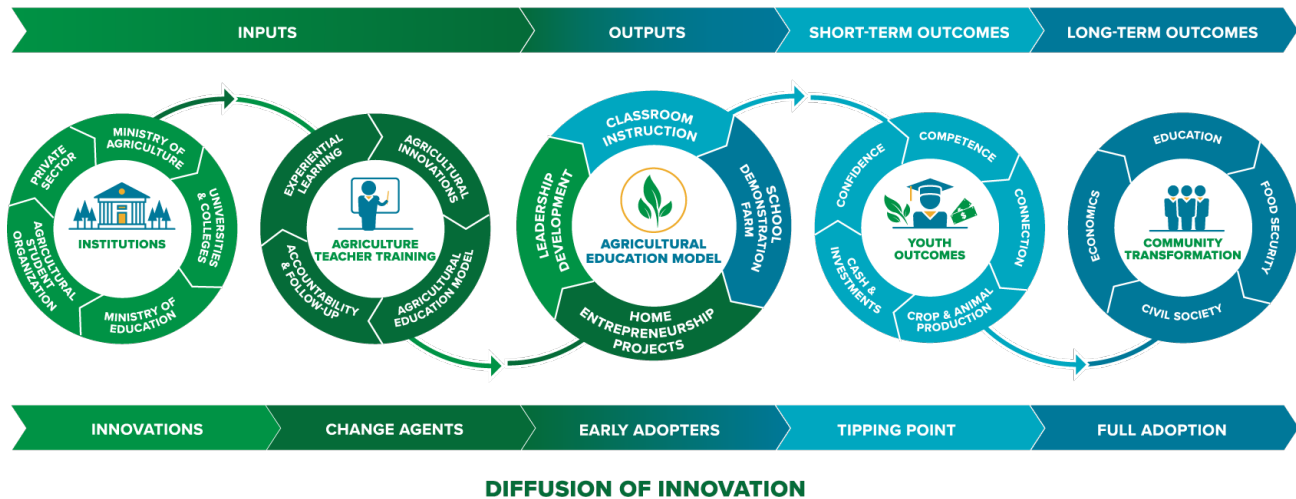 INPUTS
OUTPUTS
SHORT-TERM OUTCOMES
LONG-TERM OUTCOMES
PRIVATE
SECTOR
MINISTRY OF
AGRICULTURE
UNIVERSITIES
& COLLEGES
MINISTRY OF
EDUCATION
AGRICULTURAL
STUDENT
ORGANIZATION
INSTITUTIONS
EXPERIENTIAL
LEARNING
AGRICULTURAL
INNOVATIONS
AGRICULTURAL
EDUCATION MODEL
ACCOUNTABILITY
& FOLLOW-UP
AGRICULTURE
TEACHER TRAINING
CLASSROOM
INSTRUCTION
SCHOOL
DEMONSTRATION
FARM
HOME
ENTREPRENEURSHIP
PROJECTS
LEADERSHIP
DEVELOPMENT
AGRICULTURAL
EDUCATION MODEL
CONFIDENCE
COMPETENCE
CONNECTION
CROP & ANIMAL
PRODUCTION
CASH &
INVESTMENTS
$
YOUTH
OUTCOMES
EDUCATION
FOOD SECURITY
CIVIL SOCIETY
ECONOMICS
COMMUNITY
TRANSFORMATION
INNOVATIONS
CHANGE AGENTS
EARLY ADOPTERS
TIPPING POINT
FULL ADOPTION
DIFFUSION OF INNOVATION